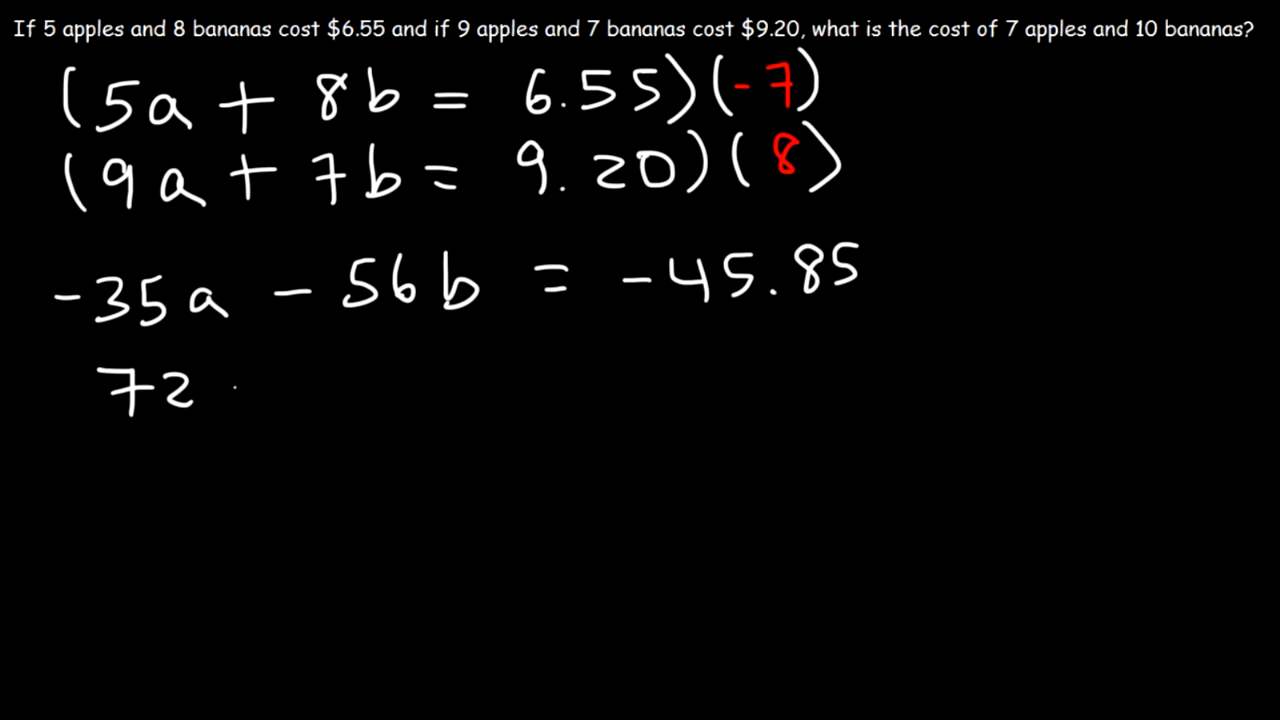 If 5 apples and 8 bananas cost $6.55 and if 9 apples and 7 bananas cost $9.20, what is the cost of 7 apples and 10 bananas?
(5a + 8b = 6.55)(-7)
(9a + 7b = 9.20)(8)
-35a - 56b = -45.85
72